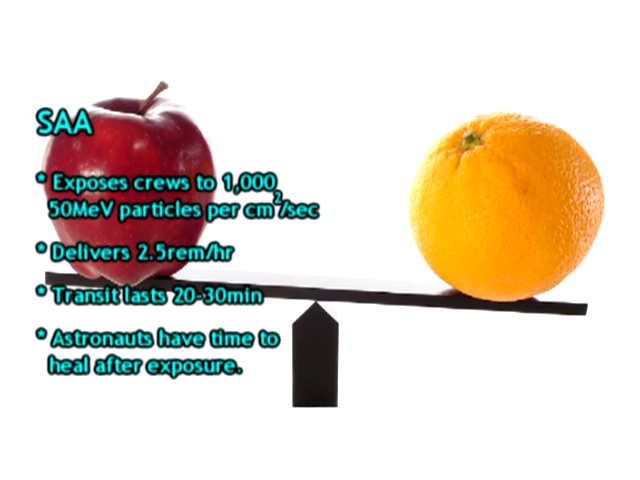 SAA
* Exposes crews to 1,000
50MeV particles per cm²/sec
* Delivers 2.5rem/hr
* Transit lasts 20-30min
* Astronauts have time to
heal after exposure.